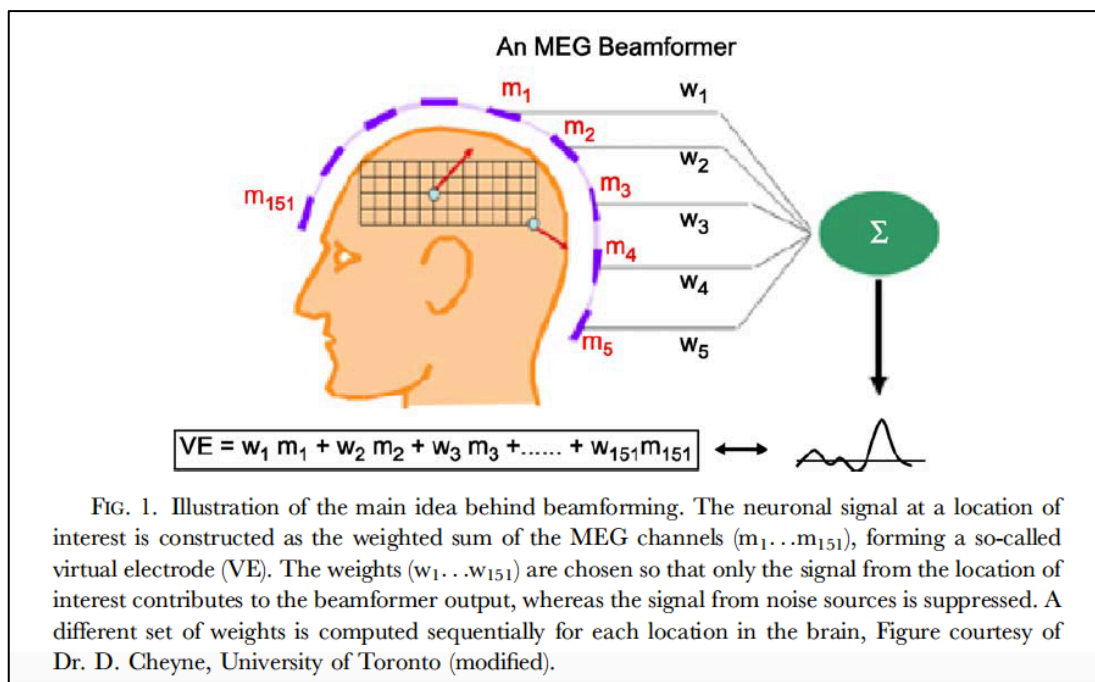 An MEG Beamformer
m1
w1
m2
w2
m3
w3
m151
Σ
m4
w4
m5
w5
VE = w1 m1 + w2 m2 + w3 m3 +...... + w151m151
FIG. 1. Illustration of the main idea behind beamforming. The neuronal signal at a location of
interest is constructed as the weighted sum of the MEG channels (m1…m151), forming a so-called
virtual electrode (VE). The weights (w1…w151) are chosen so that only the signal from the location of
interest contributes to the beamformer output, whereas the signal from noise sources is suppressed. A
different set of weights is computed sequentially for each location in the brain, Figure courtesy of
Dr. D. Cheyne, University of Toronto (modified).